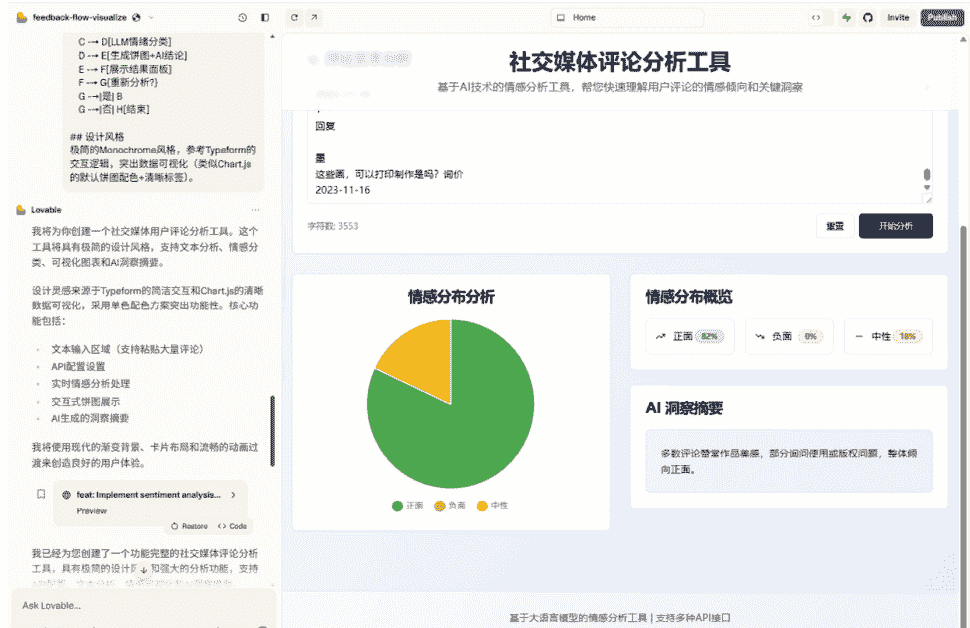 feedback-flow-visualize
Home
Invite
Publish
C --> D[LLM情绪分类]
D --> E[生成饼图+AI结论]
E --> F[展示结果面板]
F --> G{重新分析?}
G -->|是| B
G -->|否| H[结束]
## 设计风格
极简的Monochrome风格，参考Typeform的
交互逻辑，突出数据可视化（类似Chart.js
的默认饼图配色+清晰标签）。
Lovable
我将为你创建一个社交媒体用户评论分析工具。这个
工具将具有极简的设计风格，支持文本分析、情感分
类、可视化图表和AI洞察摘要。
设计灵感来源于Typeform的简洁交互和Chart.js的清晰
数据可视化，采用单色配色方案突出功能性。核心功
能包括：
文本输入区域（支持粘贴大量评论）
API配置设置
实时情感分析处理
交互式饼图展示
AI生成的洞察摘要
我将使用现代的渐变背景、卡片布局和流畅的动画过
渡来创造良好的用户体验。
feat: Implement sentiment analysis...
Preview
Restore
Code
我已经为您创建了一个功能完整的社交媒体评论分析
工具，具有极简的设计风 和强大的分析功能，支持
Ask Lovable...
社交媒体评论分析工具
基于AI技术的情感分析工具，帮您快速理解用户评论的情感倾向和关键洞察
回复
墨
这些画，可以打印制作是吗？询价
2023-11-16
字符数: 3553
重置
开始分析
情感分布分析
正面
负面
中性
情感分布概览
正面 82%
负面 0%
中性 18%
AI 洞察摘要
多数评论赞赏作品美感，部分询问使用或版权问题，整体倾
向正面。
基于大语言模型的情感分析工具 | 支持多种API接口